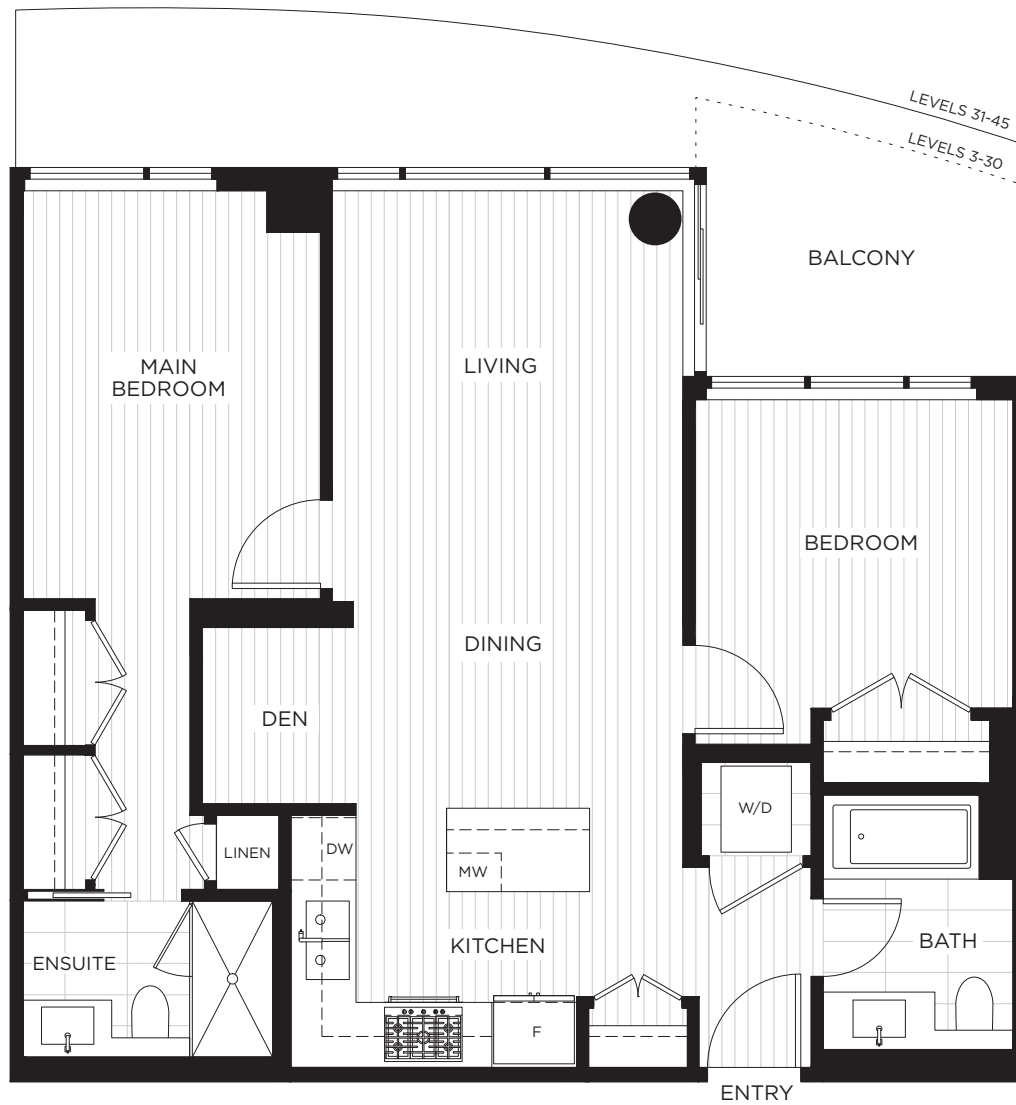 LEVELS 31-45
LEVELS 3-30
BALCONY
MAIN
BEDROOM
LIVING
BEDROOM
DINING
DEN
W/D
DW
LINEN
MW
KITCHEN
BATH
ENSUITE
F
ENTRY